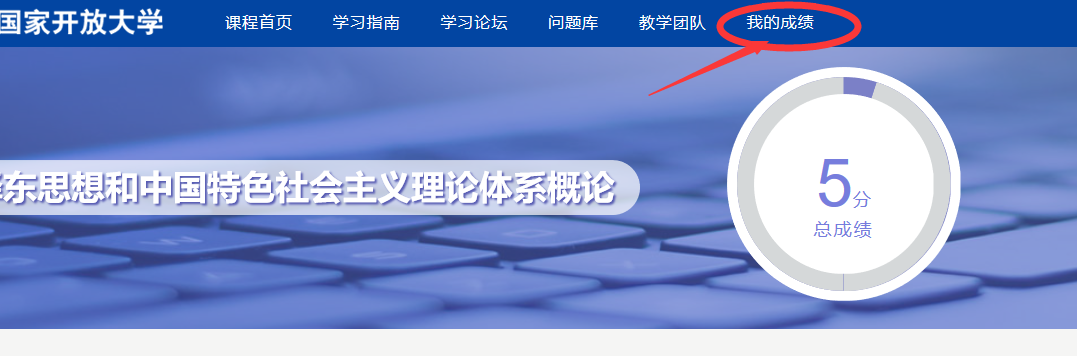 国家开放大学 课程首页 学习指南 学习论坛 问题库 教学团队 我的成绩
东思想和中国特色社会主义理论体系概论
5分
总成绩